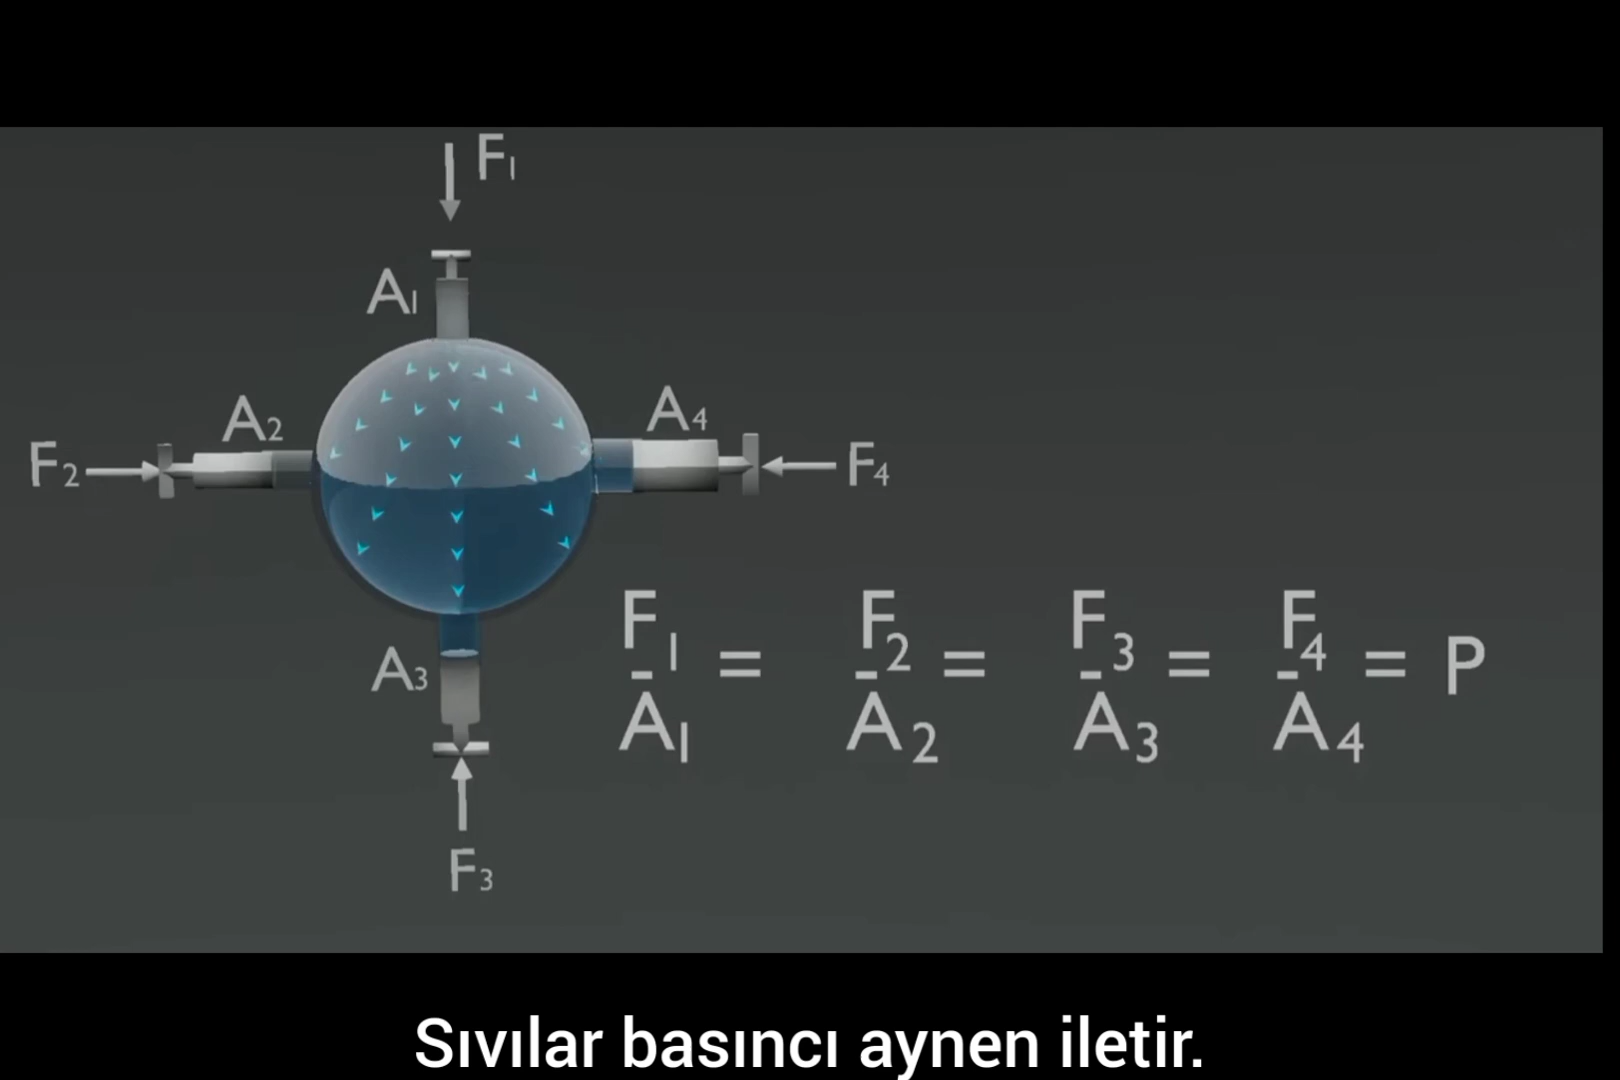 F1
A1
A2
A4
F2
F4
F1 = F2 = F3 = F4 = P
A1 A2 A3 A4
A3
F3
Sıvılar basıncı aynen iletir.